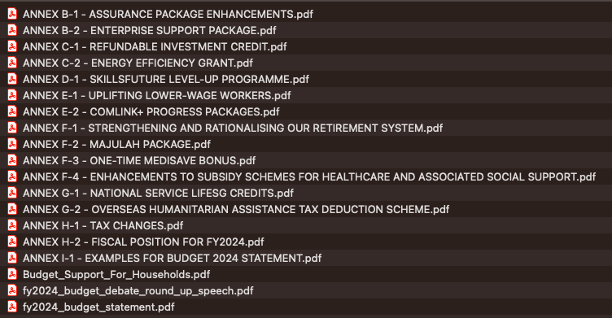 ANNEX B-1 - ASSURANCE PACKAGE ENHANCEMENTS.pdf
ANNEX B-2 - ENTERPRISE SUPPORT PACKAGE.pdf
ANNEX C-1 - REFUNDABLE INVESTMENT CREDIT.pdf
ANNEX C-2 - ENERGY EFFICIENCY GRANT.pdf
ANNEX D-1 - SKILLSFUTURE LEVEL-UP PROGRAMME.pdf
ANNEX E-1 - UPLIFTING LOWER-WAGE WORKERS.pdf
ANNEX E-2 - COMLINK+ PROGRESS PACKAGES.pdf
ANNEX F-1 - STRENGTHENING AND RATIONALISING OUR RETIREMENT SYSTEM.pdf
ANNEX F-2 - MAJULAH PACKAGE.pdf
ANNEX F-3 - ONE-TIME MEDISAVE BONUS.pdf
ANNEX F-4 - ENHANCEMENTS TO SUBSIDY SCHEMES FOR HEALTHCARE AND ASSOCIATED SOCIAL SUPPORT.pdf
ANNEX G-1 - NATIONAL SERVICE LIFESG CREDITS.pdf
ANNEX G-2 - OVERSEAS HUMANITARIAN ASSISTANCE TAX DEDUCTION SCHEME.pdf
ANNEX H-1 - TAX CHANGES.pdf
ANNEX H-2 - FISCAL POSITION FOR FY2024.pdf
ANNEX I-1 - EXAMPLES FOR BUDGET 2024 STATEMENT.pdf
Budget_Support_For_Households.pdf
fy2024_budget_debate_round_up_speech.pdf
fy2024_budget_statement.pdf